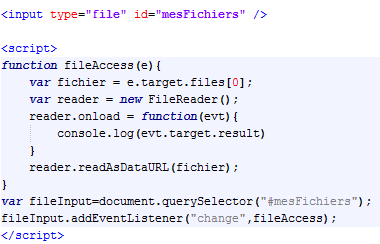 <input type="file" id="mesFichiers" />
<script>
function fileAccess(e){
var fichier = e.target.files[0];
var reader = new FileReader();
reader.onload = function(evt){
console.log(evt.target.result)
}
reader.readAsDataURL(fichier);
}
var fileInput=document.querySelector("#mesFichiers");
fileInput.addEventListener("change",fileAccess);
</script>